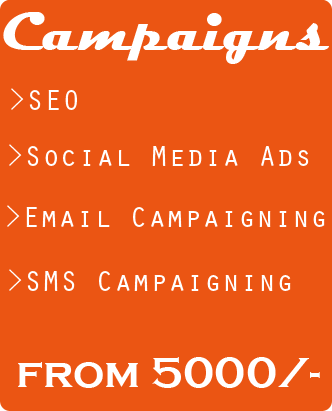 Campaigns
>SEO
>Social Media Ads
>Email Campaigning
>SMS Campaigning
FROM 5000/-